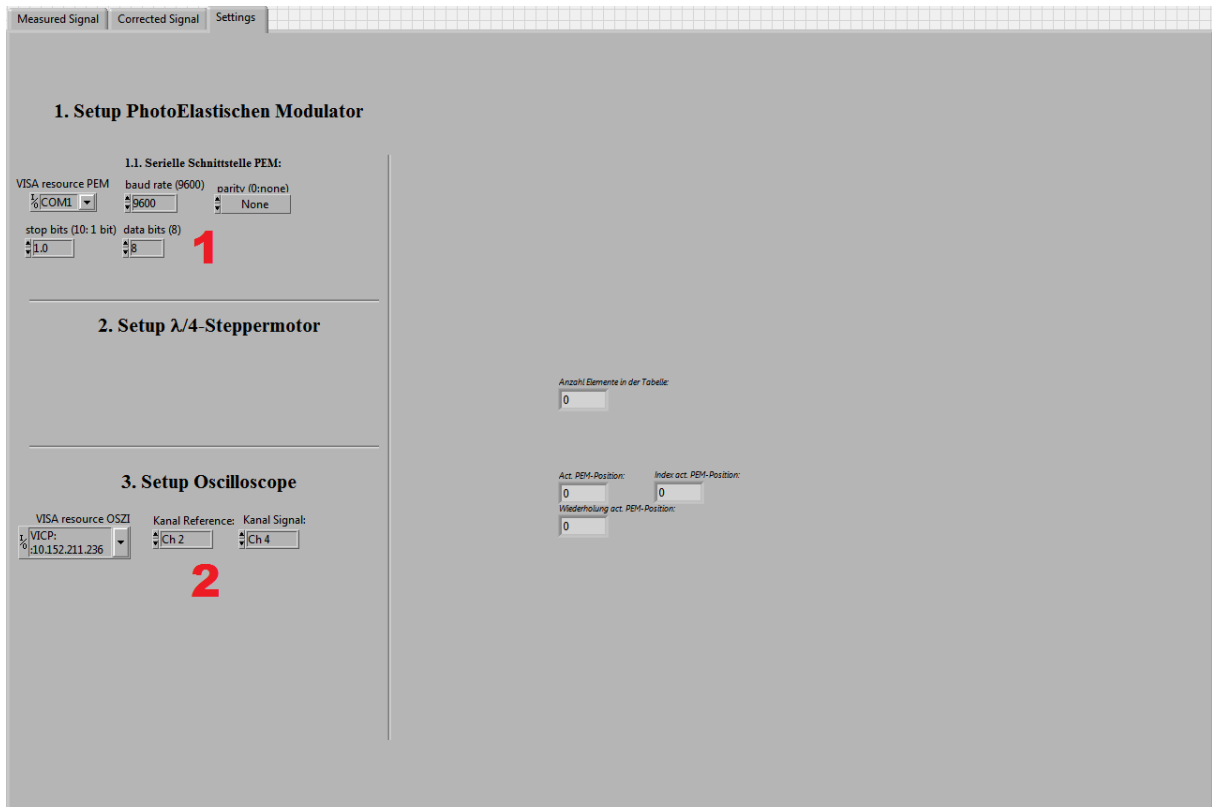 Measured Signal Corrected Signal Settings
1. Setup PhotoElastischen Modulator
1.1. Serielle Schnittstelle PEM:
VISA resource PEM baud rate (9600) parity (0:none)
I/O COM1 9600 None
stop bits (10: 1 bit) data bits (8)
1.0 8
1
2. Setup λ/4-Steppermotor
Anzahl Elemente in der Tabelle:
0
3. Setup Oscilloscope
VISA resource OSZI Kanal Reference: Kanal Signal:
I/O VICP: Ch 2 Ch 4
:10.152.211.236
2
Act. PEM-Position: Index act. PEM-Position:
0 0
Wiederholung act. PEM-Position:
0